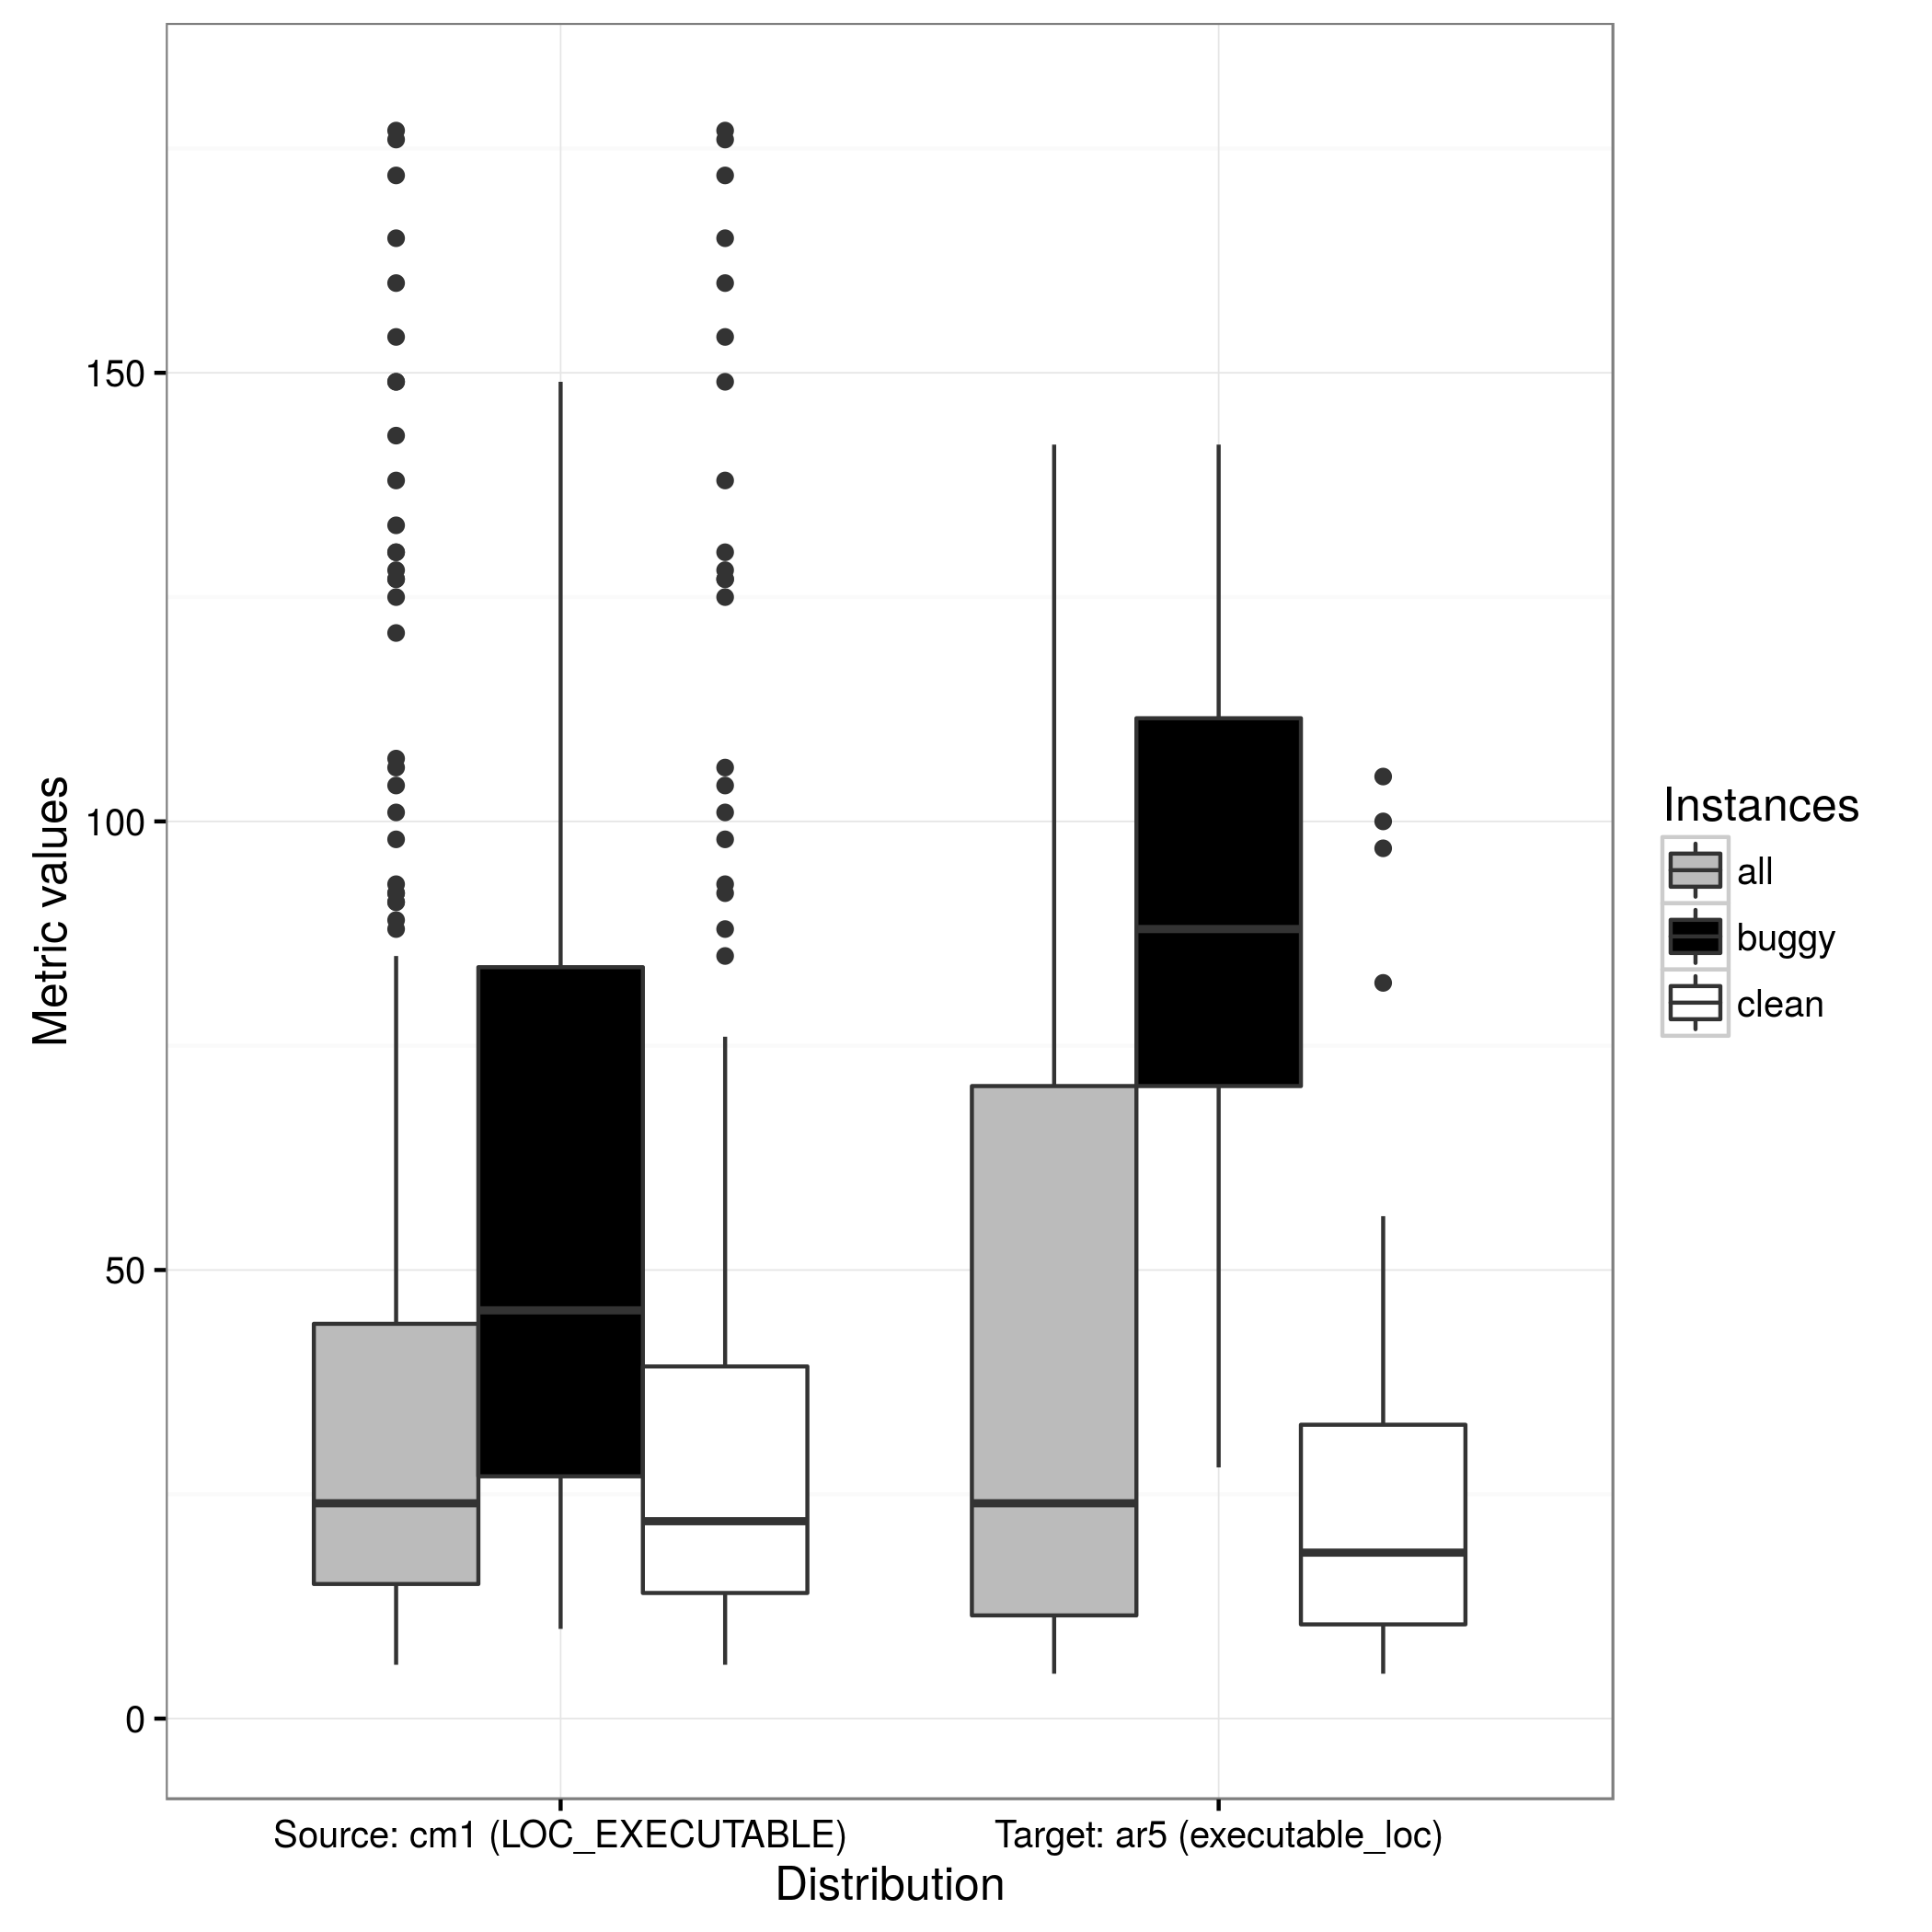 Metric values
150
100
50
0
Source: cm1 (LOC_EXECUTABLE)
Target: ar5 (executable_loc)
Distribution
Instances
all
buggy
clean